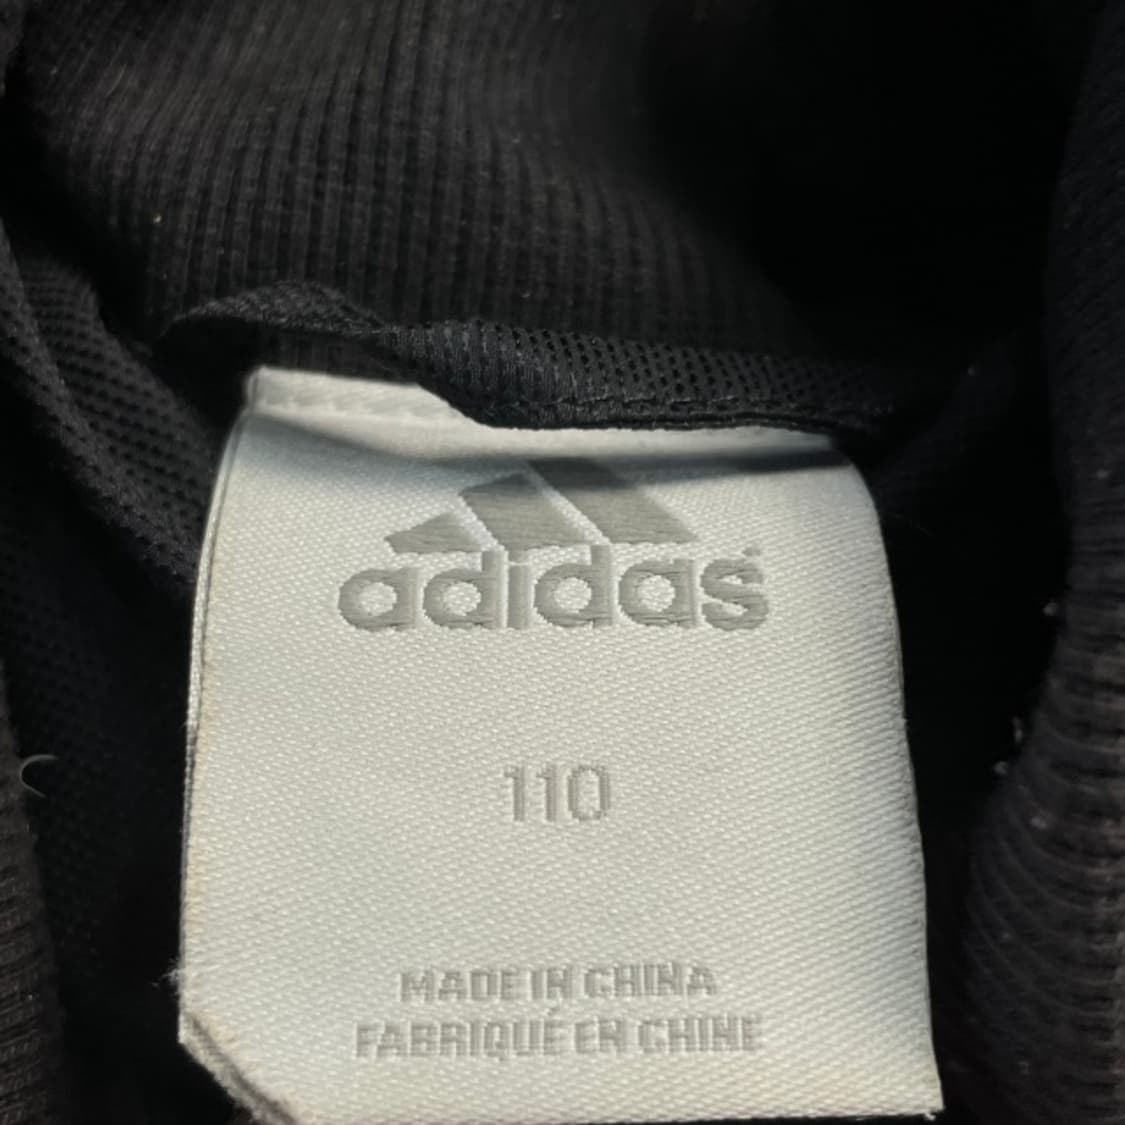 adidas
110
MADE IN CHINA
FABRIQUÉ EN CHINE